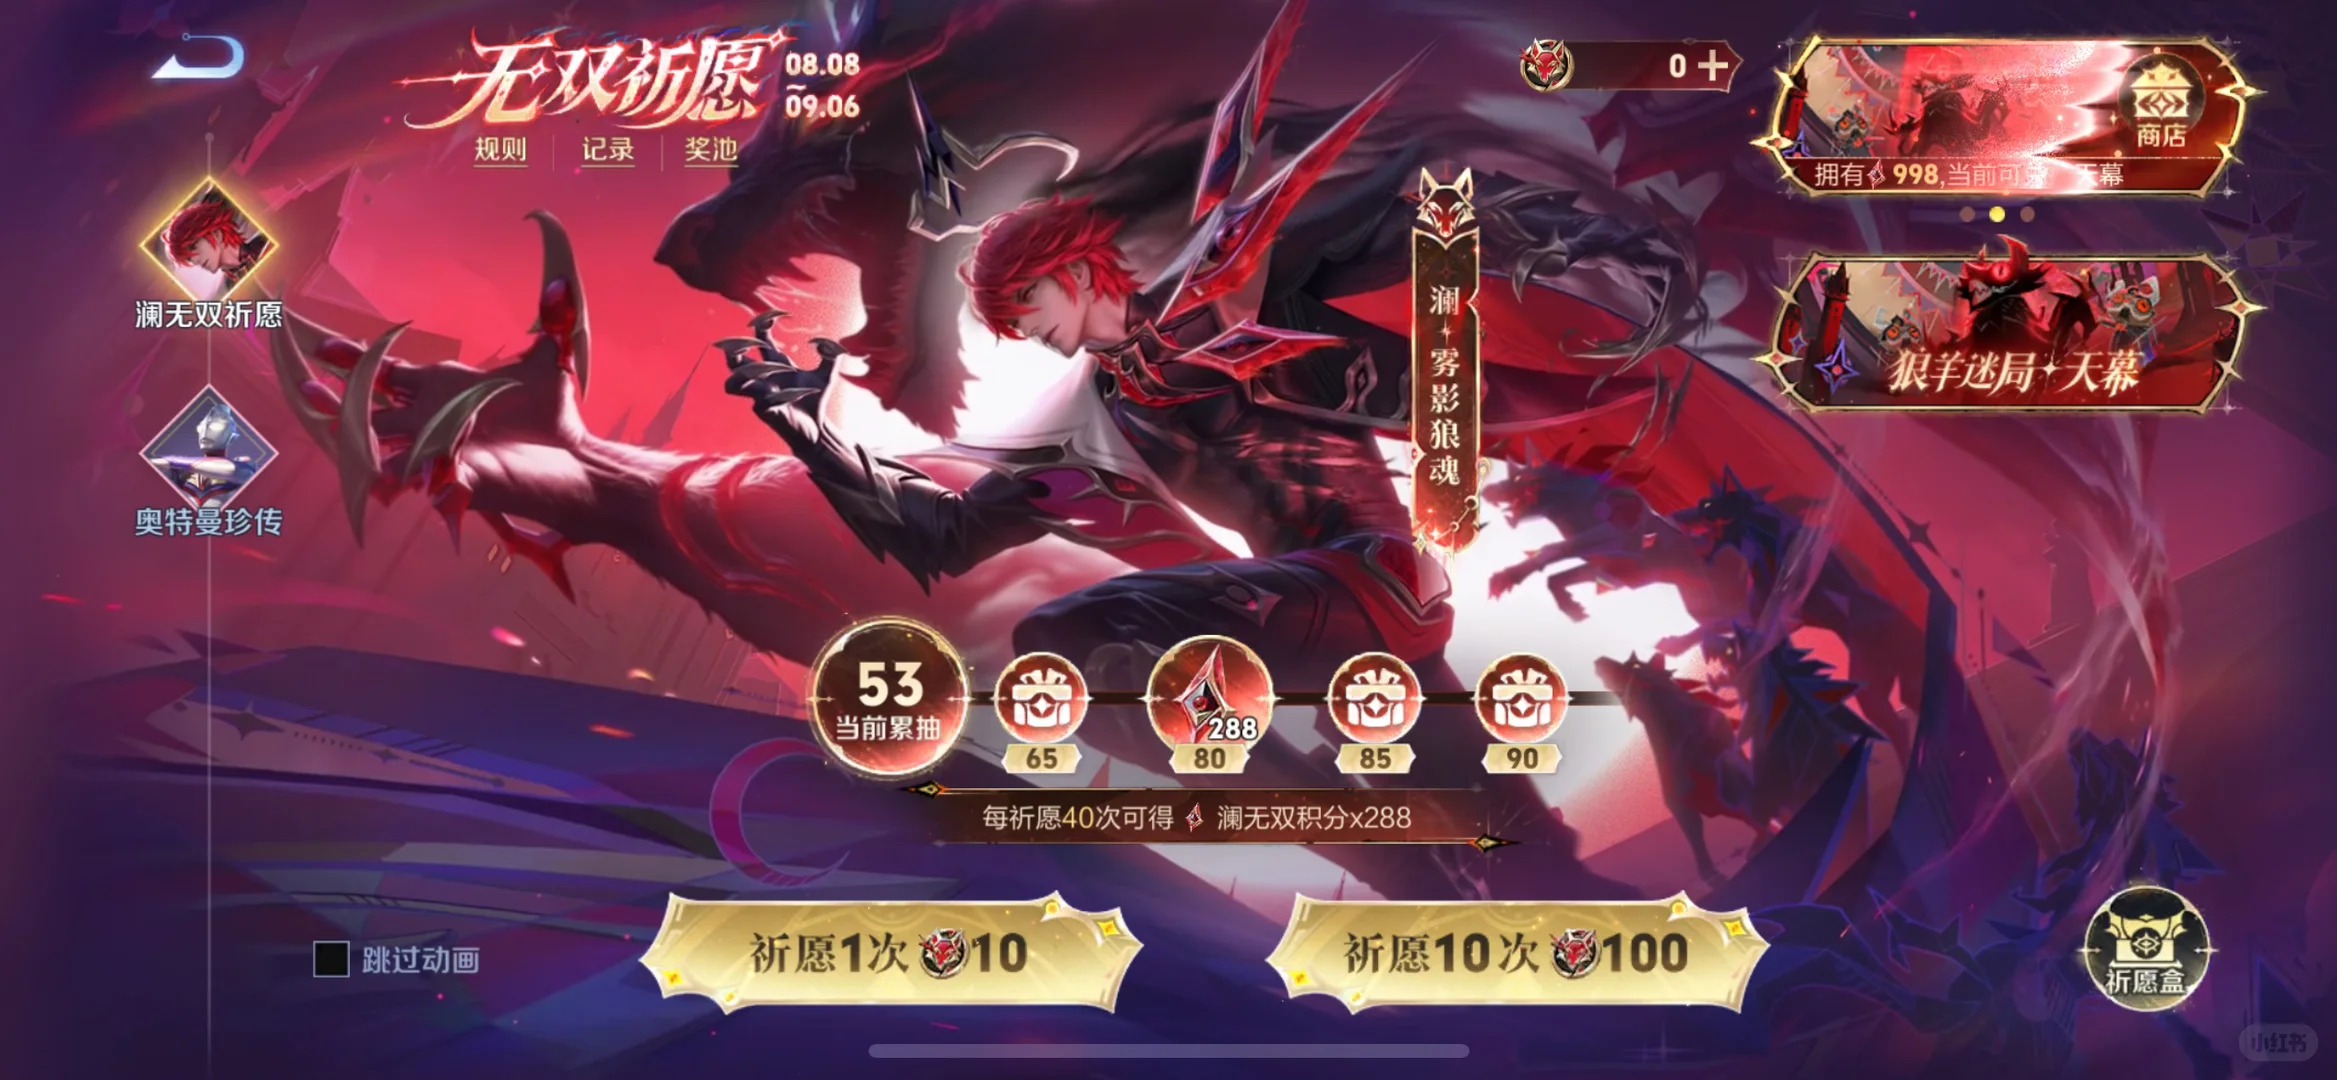 无双祈愿
08.08
~
09.06
规则 记录 奖池
0
商店
拥有998,当前可 天幕
狼羊迷局·天幕
澜无双祈愿
奥特曼珍传
澜
雾影狼魂
53
当前累抽
288
65 80 85 90
每祈愿40次可得 澜无双积分x288
跳过动画
祈愿1次 10
祈愿10次 100
祈愿盒
小红书